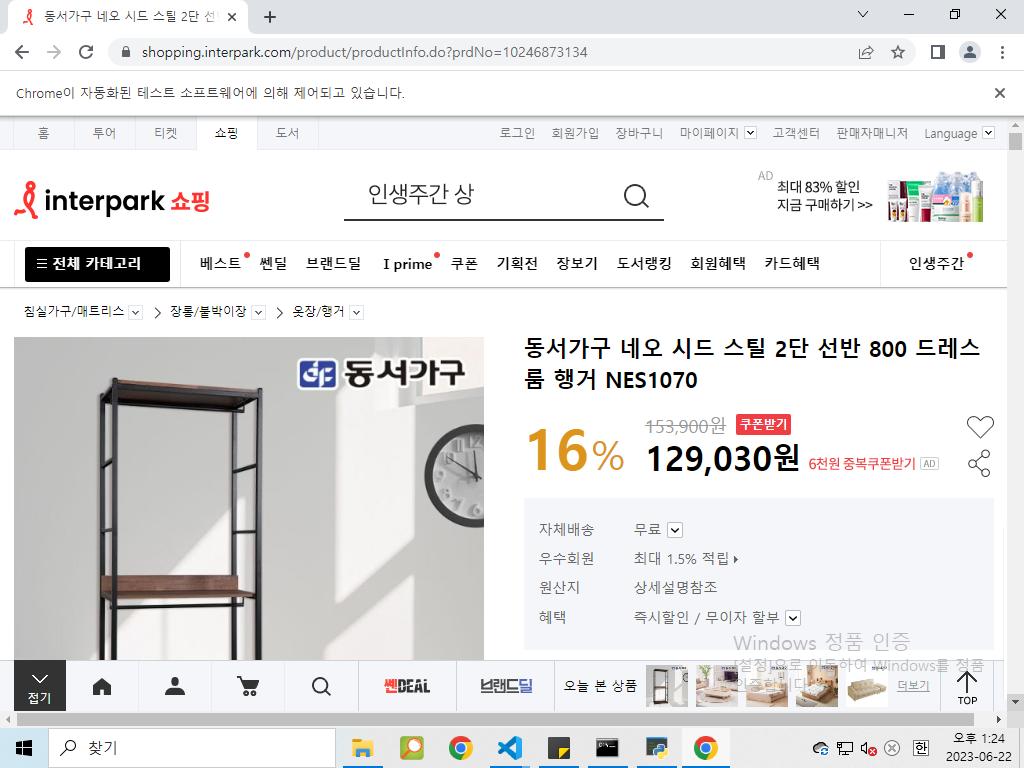 동서가구 네오 시드 스틸 2단 선
shopping.interpark.com/product/productInfo.do?prdNo=10246873134
Chrome이 자동화된 테스트 소프트웨어에 의해 제어되고 있습니다.
홈 투어 티켓 쇼핑 도서 로그인 회원가입 장바구니 마이페이지 고객센터 판매자매니저 Language
interpark 쇼핑
인생주간 상
AD
최대 83% 할인
지금 구매하기 >>
전체 카테고리 베스트 쎈딜 브랜드딜 I prime 쿠폰 기획전 장보기 도서랭킹 회원혜택 카드혜택 인생주간
침실가구/매트리스 장롱/붙박이장 옷장/행거
동서가구
동서가구 네오 시드 스틸 2단 선반 800 드레스
룸 행거 NES1070
16%
153,900원 쿠폰받기
129,030원 6천원 중복쿠폰받기 AD
자체배송 무료
우수회원 최대 1.5% 적립
원산지 상세설명참조
혜택 즉시할인 / 무이자 할부
Windows 정품 인증
[설정]으로 이동하여 Windows를 정품
인증합니다.
접기
쎈DEAL
브랜드딜
오늘 본 상품
더보기
TOP
찾기
한
오후 1:24
2023-06-22